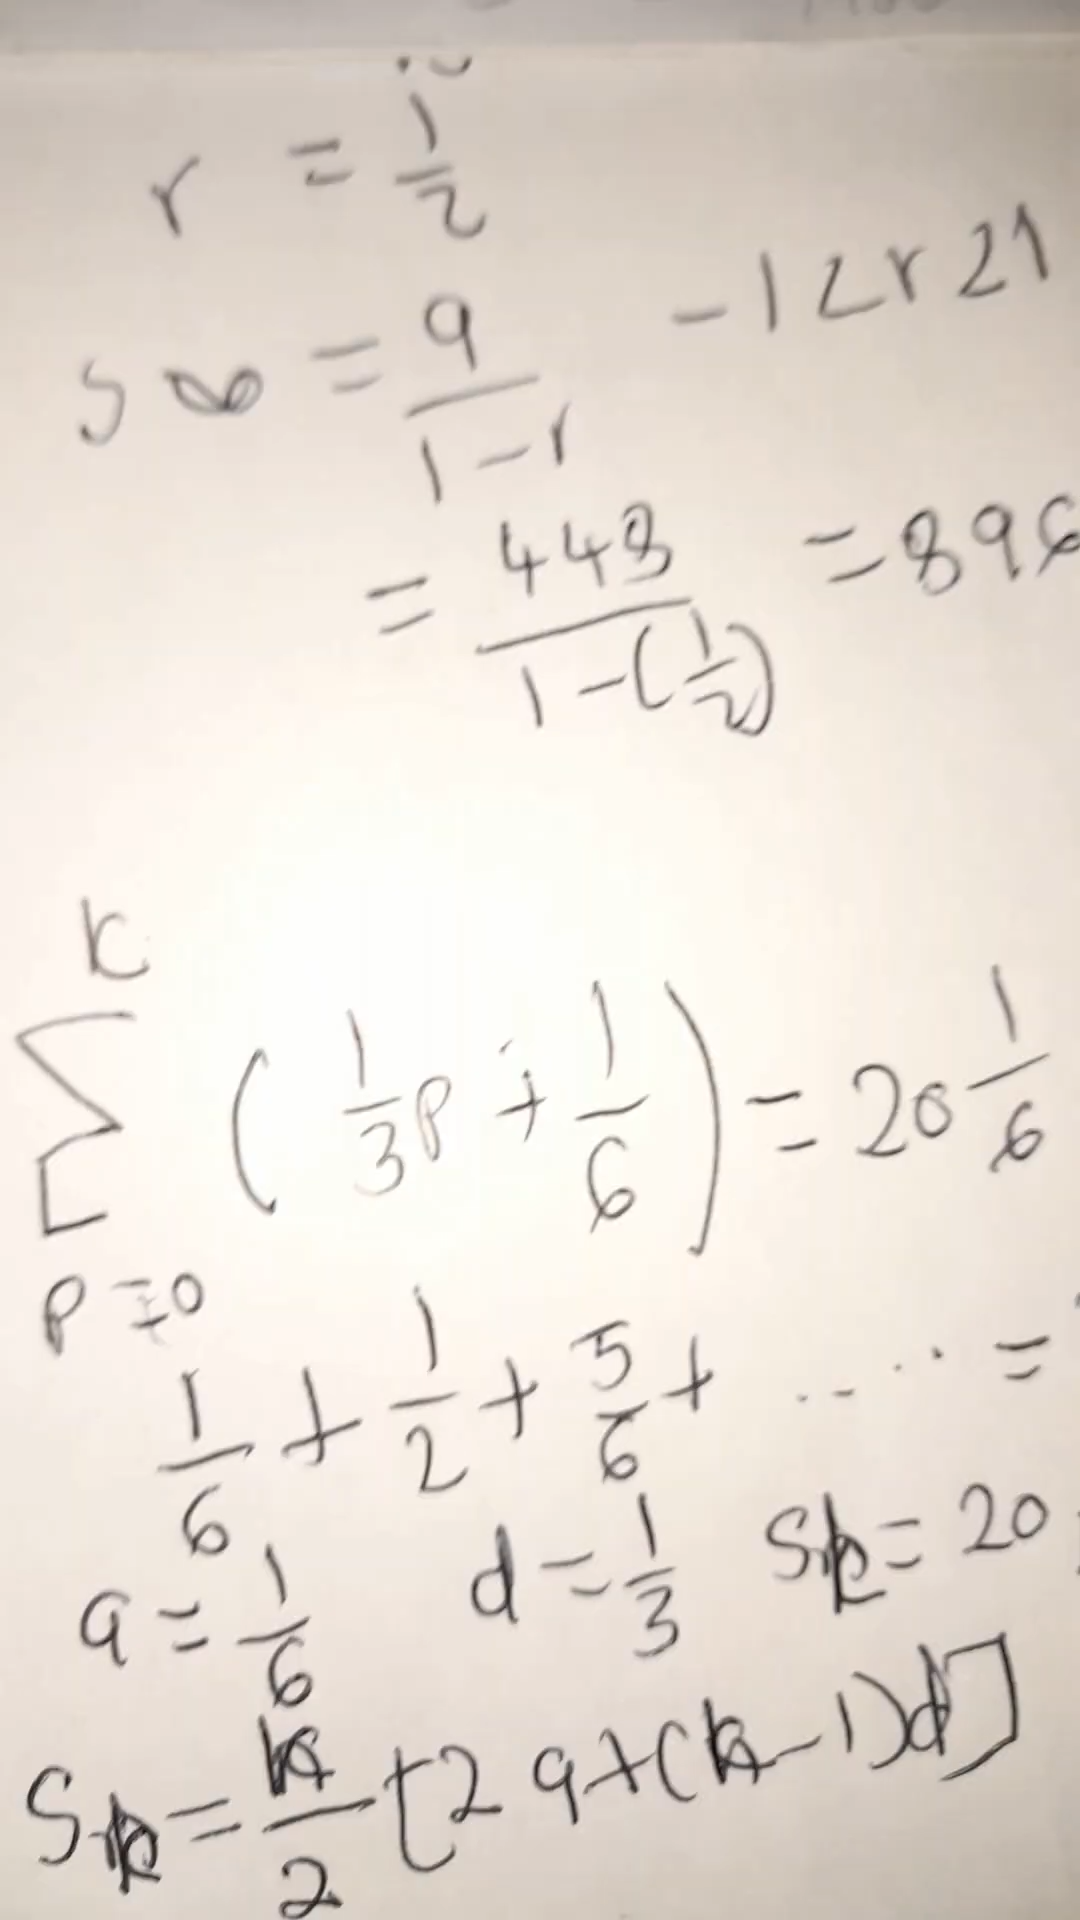 r = 1/2
S∞ = a/(1-r) -1<r<1
= 448/(1-(1/2)) = 896
K
Σ (1/3 p + 1/6) = 20 1/6
p=0
1/6 + 1/2 + 5/6 + ..... =
a = 1/6 d = 1/3 Sk = 20
Sk = k/2 [2a+(k-1)d]